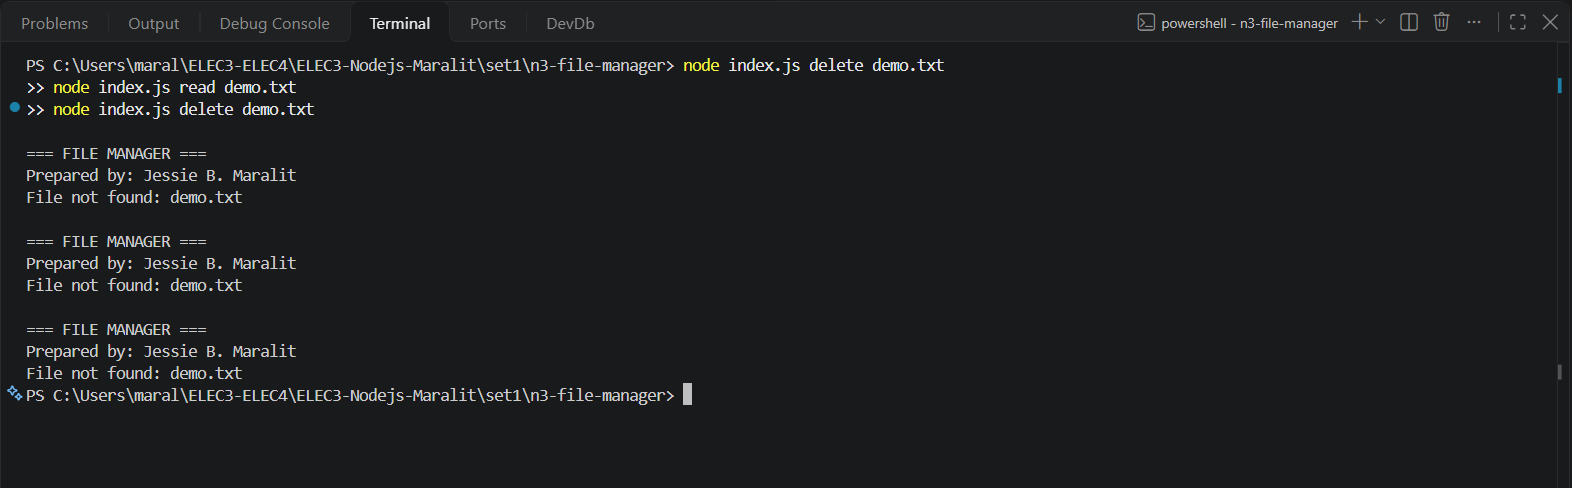 Problems Output Debug Console Terminal Ports DevDb powershell - n3-file-manager
PS C:\Users\maral\ELEC3-ELEC4\ELEC3-Nodejs-Maralit\set1\n3-file-manager> node index.js delete demo.txt
>> node index.js read demo.txt
>> node index.js delete demo.txt
=== FILE MANAGER ===
Prepared by: Jessie B. Maralit
File not found: demo.txt
=== FILE MANAGER ===
Prepared by: Jessie B. Maralit
File not found: demo.txt
=== FILE MANAGER ===
Prepared by: Jessie B. Maralit
File not found: demo.txt
PS C:\Users\maral\ELEC3-ELEC4\ELEC3-Nodejs-Maralit\set1\n3-file-manager>